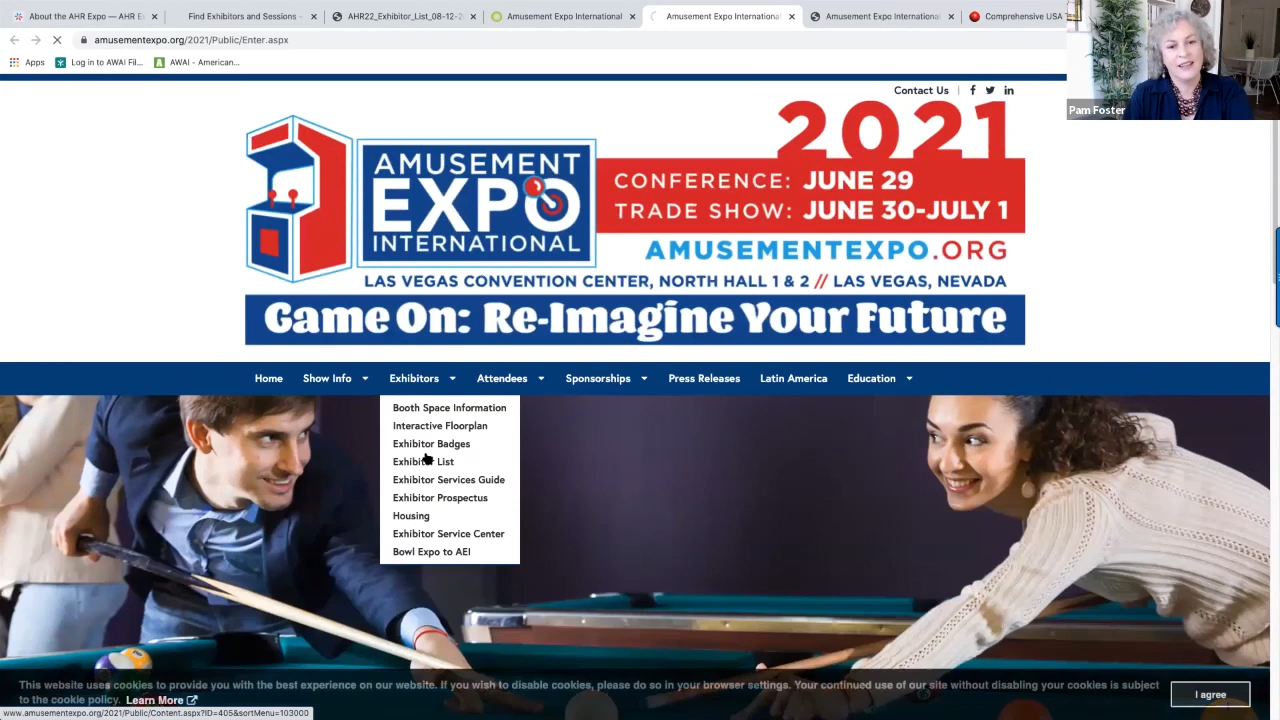 About the AHR Expo — AHR E
Find Exhibitors and Sessions -
AHR22_Exhibitor_List_08-12-2
Amusement Expo International
Amusement Expo International
Amusement Expo International
Comprehensive USA
amusementexpo.org/2021/Public/Enter.aspx
Apps
Log in to AWAI Fil...
AWAI - American...
Pam Foster
Contact Us
2021
AMUSEMENT
EXPO
INTERNATIONAL
CONFERENCE: JUNE 29
TRADE SHOW: JUNE 30-JULY 1
AMUSEMENTEXPO.ORG
LAS VEGAS CONVENTION CENTER, NORTH HALL 1 & 2 // LAS VEGAS, NEVADA
Game On: Re-Imagine Your Future
Home Show Info Exhibitors Attendees Sponsorships Press Releases Latin America Education
Booth Space Information
Interactive Floorplan
Exhibitor Badges
Exhibitor List
Exhibitor Services Guide
Exhibitor Prospectus
Housing
Exhibitor Service Center
Bowl Expo to AEI
This website uses cookies to provide you with the best experience on our website. If you wish to disable cookies, please do so in your browser settings. Your continued use of our site without disabling your cookies is subject
to the cookie policy. Learn More
I agree
www.amusementexpo.org/2021/Public/Content.aspx?ID=405&sortMenu=103000